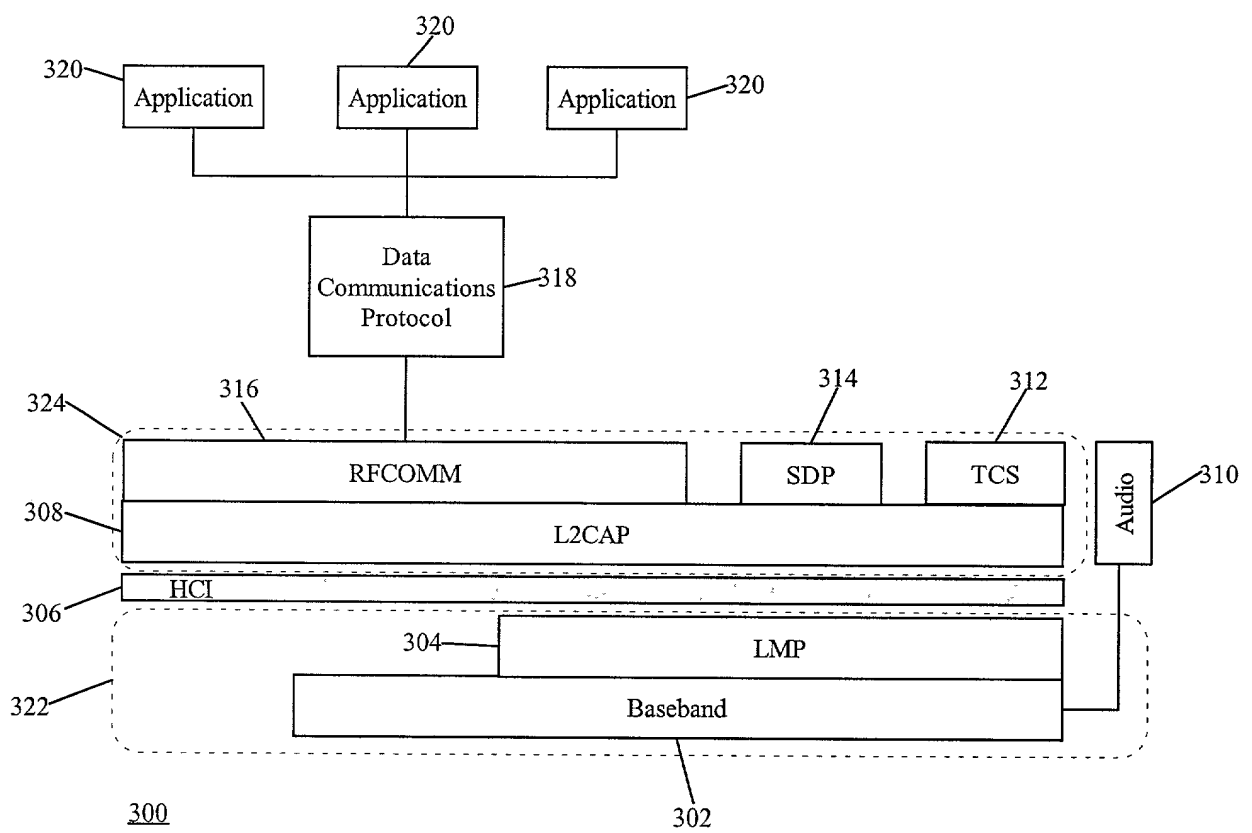 320
320
320
Application
Application
Application
Data
Communications
Protocol
318
324
316
314
312
RFCOMM
SDP
TCS
Audio
310
308
L2CAP
306
HCI
304
LMP
322
Baseband
302
300